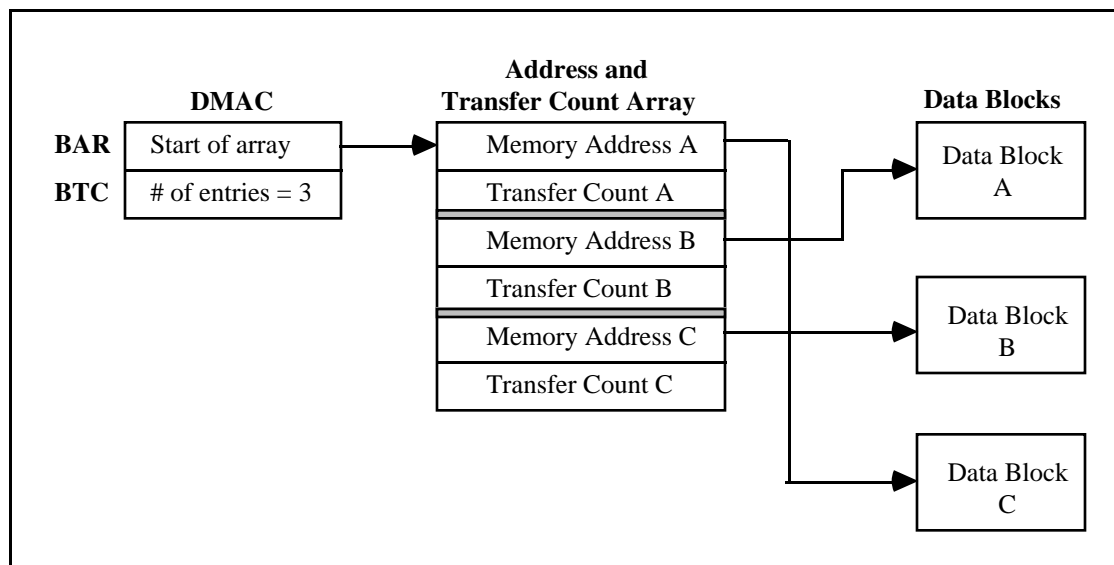 Address and
Transfer Count Array
DMAC
Data Blocks
BAR
Start of array
BTC
# of entries = 3
Memory Address A
Transfer Count A
Memory Address B
Transfer Count B
Memory Address C
Transfer Count C
Data Block
A
Data Block
B
Data Block
C